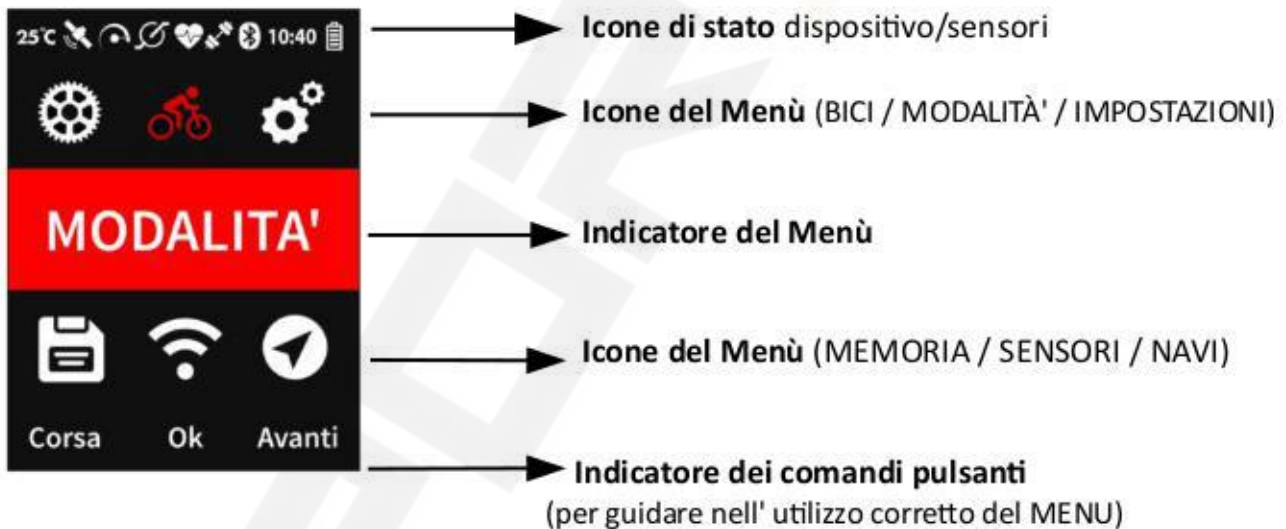 25°C 10:40
Icone di stato dispositivo/sensori
Icone del Menù (BICI / MODALITÀ' / IMPOSTAZIONI)
MODALITA'
Indicatore del Menù
Icone del Menù (MEMORIA / SENSORI / NAVI)
Corsa Ok Avanti
Indicatore dei comandi pulsanti
(per guidare nell' utilizzo corretto del MENU)